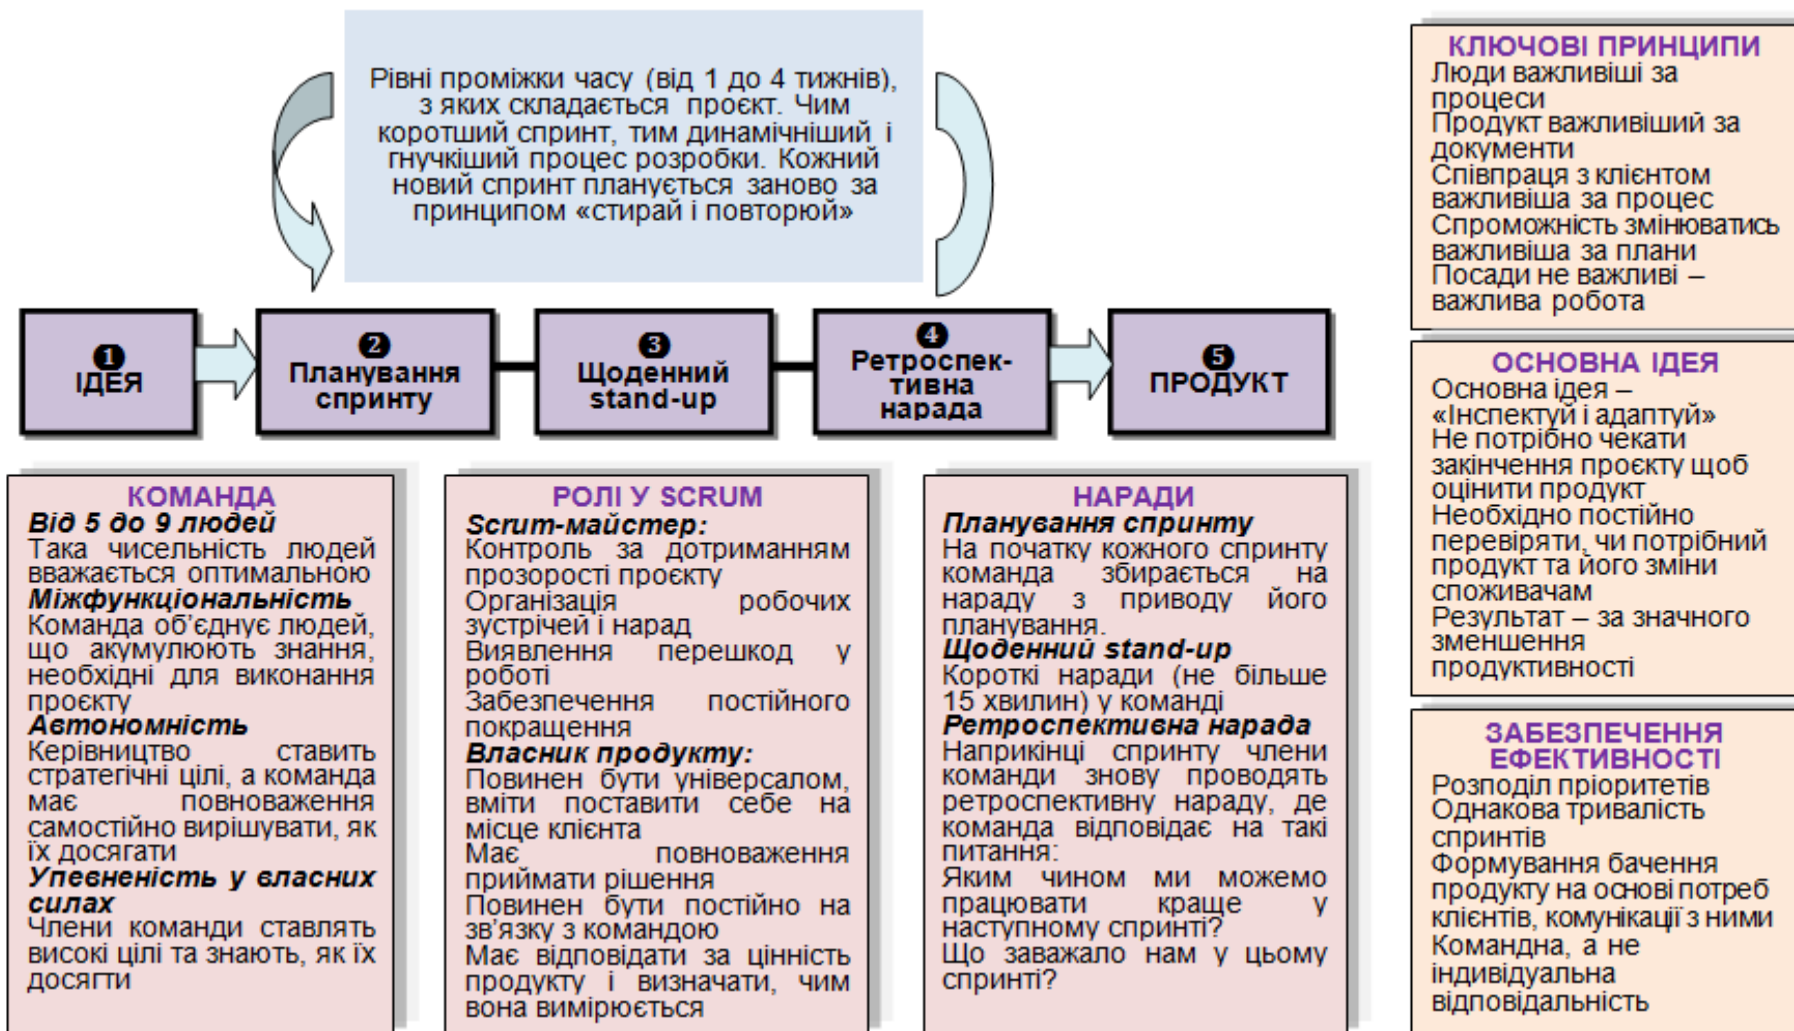 Рівні проміжки часу (від 1 до 4 тижнів),
з яких складається проєкт. Чим
коротший спринт, тим динамічніший і
гнучкіший процес розробки. Кожний
новий спринт планується заново за
принципом «стирай і повторюй»
1
ІДЕЯ
2
Планування
спринту
3
Щоденний
stand-up
4
Ретроспек-
тивна
нарада
5
ПРОДУКТ
КОМАНДА
Від 5 до 9 людей
Така чисельність людей
вважається оптимальною
Міжфункціональність
Команда об’єднує людей,
що акумулюють знання,
необхідні для виконання
проєкту
Автономність
Керівництво ставить
стратегічні цілі, а команда
має повноваження
самостійно вирішувати, як
їх досягати
Упевненість у власних
силах
Члени команди ставлять
високі цілі та знають, як їх
досягти
РОЛІ У SCRUM
Scrum-майстер:
Контроль за дотриманням
прозорості проєкту
Організація робочих
зустрічей і нарад
Виявлення перешкод у
роботі
Забезпечення постійного
покращення
Власник продукту:
Повинен бути універсалом,
вміти поставити себе на
місце клієнта
Має повноваження
приймати рішення
Повинен бути постійно на
зв’язку з командою
Має відповідати за цінність
продукту і визначати, чим
вона вимірюється
НАРАДИ
Планування спринту
На початку кожного спринту
команда збирається на
нараду з приводу його
планування.
Щоденний stand-up
Короткі наради (не більше
15 хвилин) у команді
Ретроспективна нарада
Наприкінці спринту члени
команди знову проводять
ретроспективну нараду, де
команда відповідає на такі
питання:
Яким чином ми можемо
працювати краще у
наступному спринті?
Що заважало нам у цьому
спринті?
КЛЮЧОВІ ПРИНЦИПИ
Люди важливіші за
процеси
Продукт важливіший за
документи
Співпраця з клієнтом
важливіша за процес
Спроможність змінюватись
важливіша за плани
Посади не важливі –
важлива робота
ОСНОВНА ІДЕЯ
Основна ідея –
«Інспектуй і адаптуй»
Не потрібно чекати
закінчення проєкту щоб
оцінити продукт
Необхідно постійно
перевіряти, чи потрібний
продукт та його зміни
споживачам
Результат – за значного
зменшення
продуктивності
ЗАБЕЗПЕЧЕННЯ
ЕФЕКТИВНОСТІ
Розподіл пріоритетів
Однакова тривалість
спринтів
Формування бачення
продукту на основі потреб
клієнтів, комунікації з ними
Командна, а не
індивідуальна
відповідальність